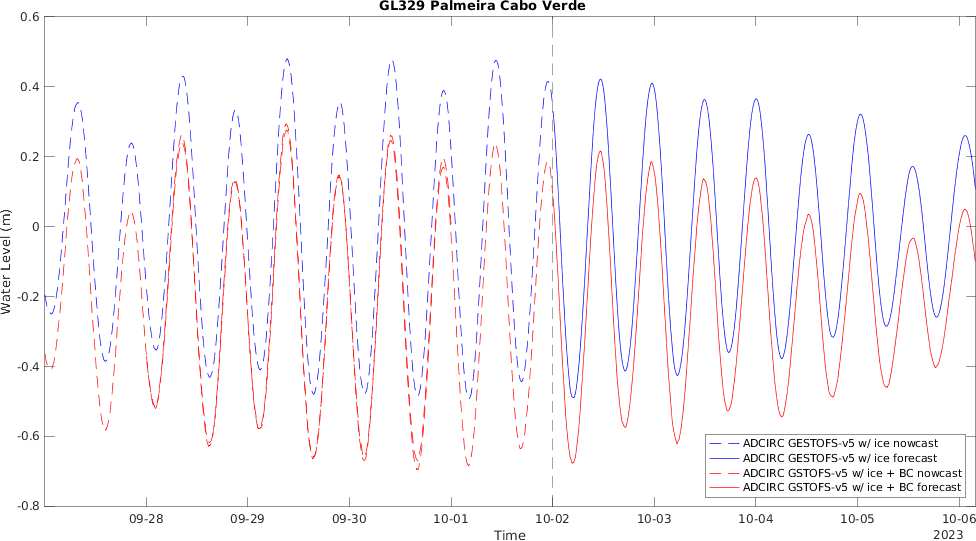 GL329 Palmeira Cabo Verde
0.6
0.4
0.2
0
-0.2
-0.4
-0.6
-0.8
Water Level (m)
ADCIRC GESTOFS-v5 w/ ice nowcast
ADCIRC GESTOFS-v5 w/ ice forecast
ADCIRC GSTOFS-v5 w/ ice + BC nowcast
ADCIRC GSTOFS-v5 w/ ice + BC forecast
09-28 09-29 09-30 10-01 10-02 10-03 10-04 10-05 10-06
Time
2023